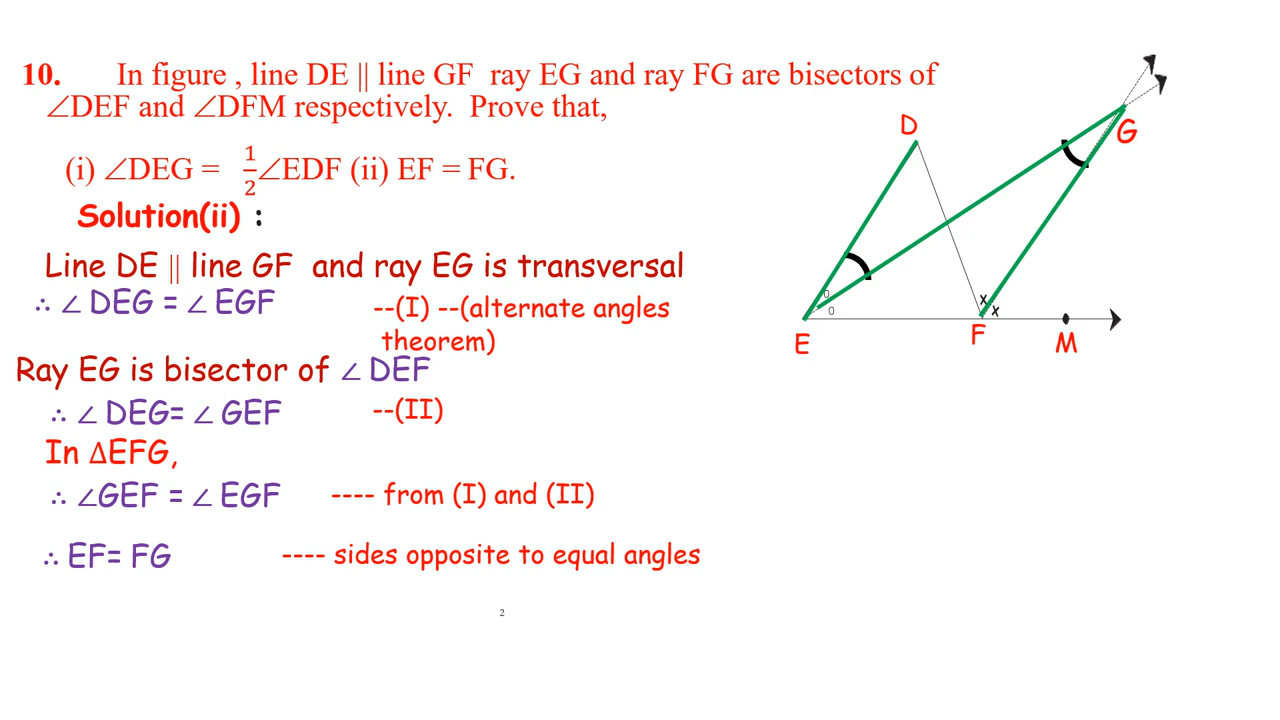 10. In figure , line DE || line GF ray EG and ray FG are bisectors of
∠DEF and ∠DFM respectively. Prove that,
(i) ∠DEG = 1/2 ∠EDF (ii) EF = FG.
Solution(ii) :
Line DE || line GF and ray EG is transversal
∴ ∠ DEG = ∠ EGF --(I) --(alternate angles
theorem)
Ray EG is bisector of ∠ DEF
∴ ∠ DEG= ∠ GEF --(II)
In ΔEFG,
∴ ∠GEF = ∠ EGF ---- from (I) and (II)
∴ EF= FG ---- sides opposite to equal angles
2
D
G
0
0
x
x
E
F
M